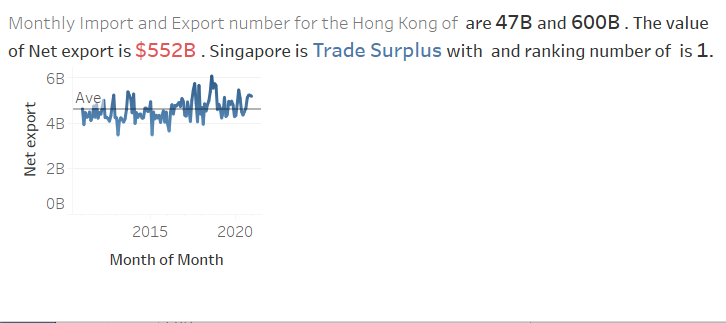 Monthly Import and Export number for the Hong Kong of are 47B and 600B . The value
of Net export is $552B . Singapore is Trade Surplus with and ranking number of is 1.
6B
Ave
4B
2B
0B
Net export
2015 2020
Month of Month